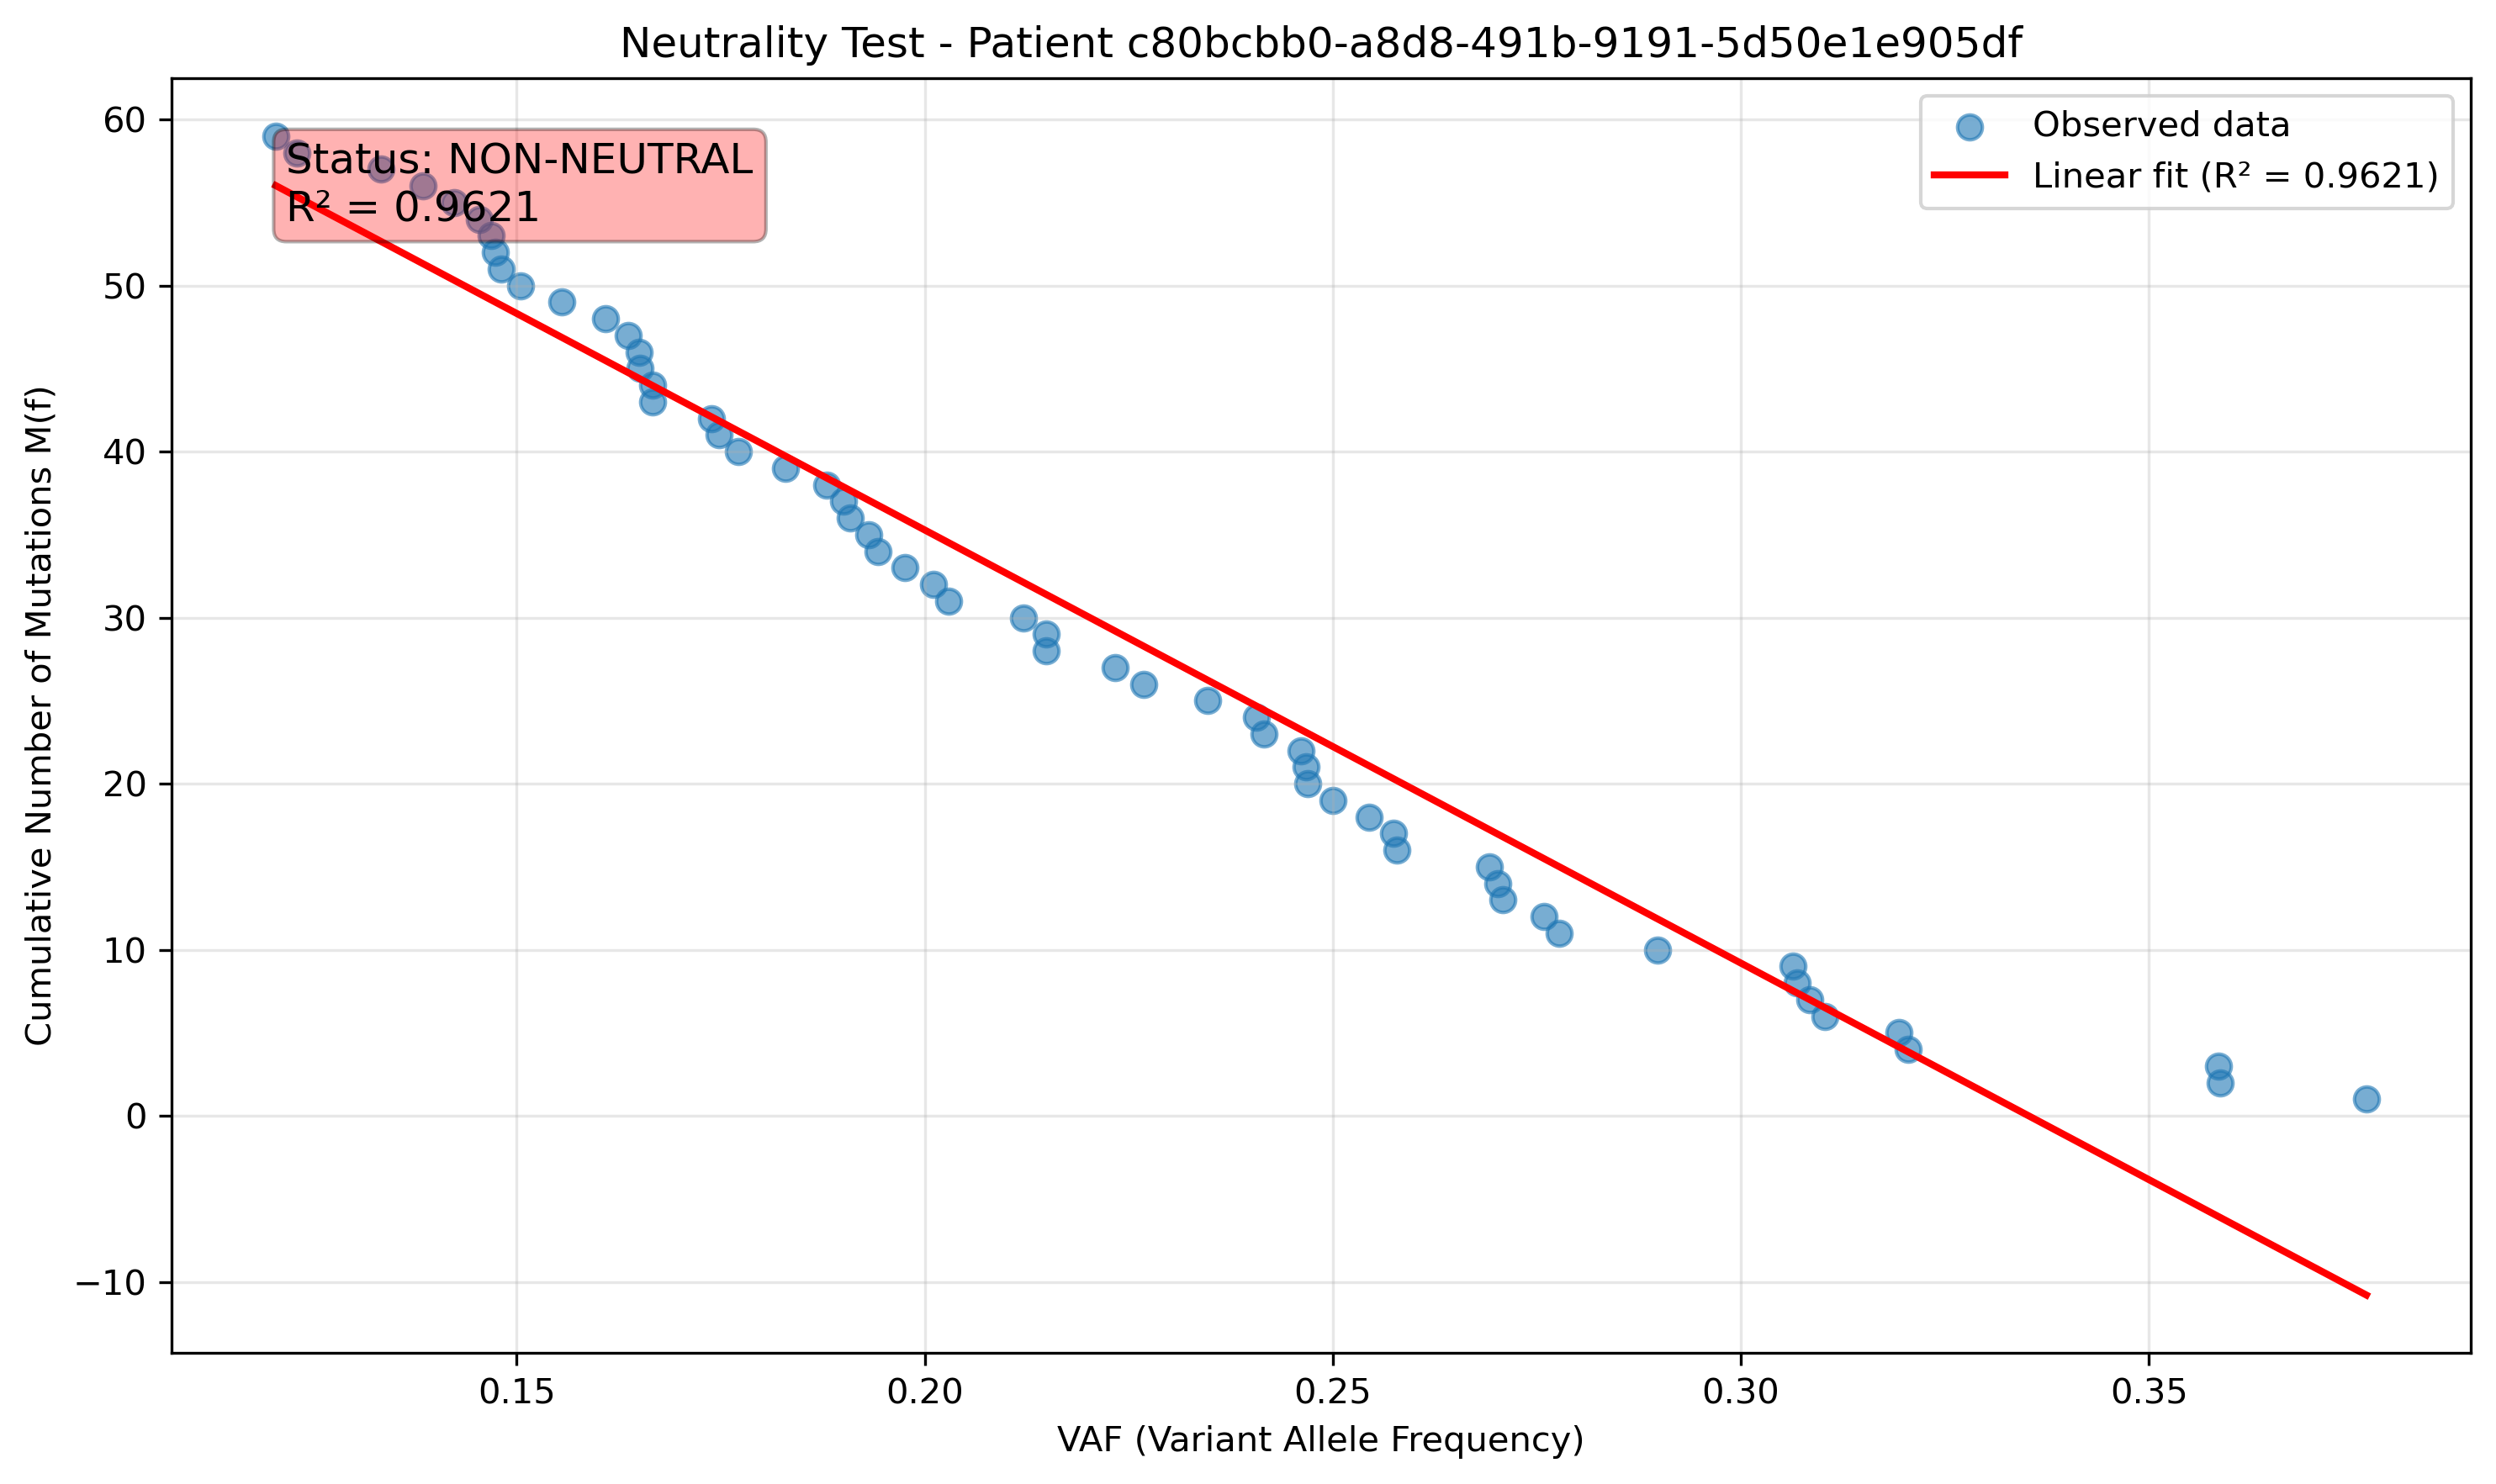 Neutrality Test - Patient c80bcbb0-a8d8-491b-9191-5d50e1e905df
Observed data
Linear fit (R² = 0.9621)
Status: NON-NEUTRAL
R² = 0.9621
Cumulative Number of Mutations M(f)
60
50
40
30
20
10
0
−10
0.15 0.20 0.25 0.30 0.35
VAF (Variant Allele Frequency)